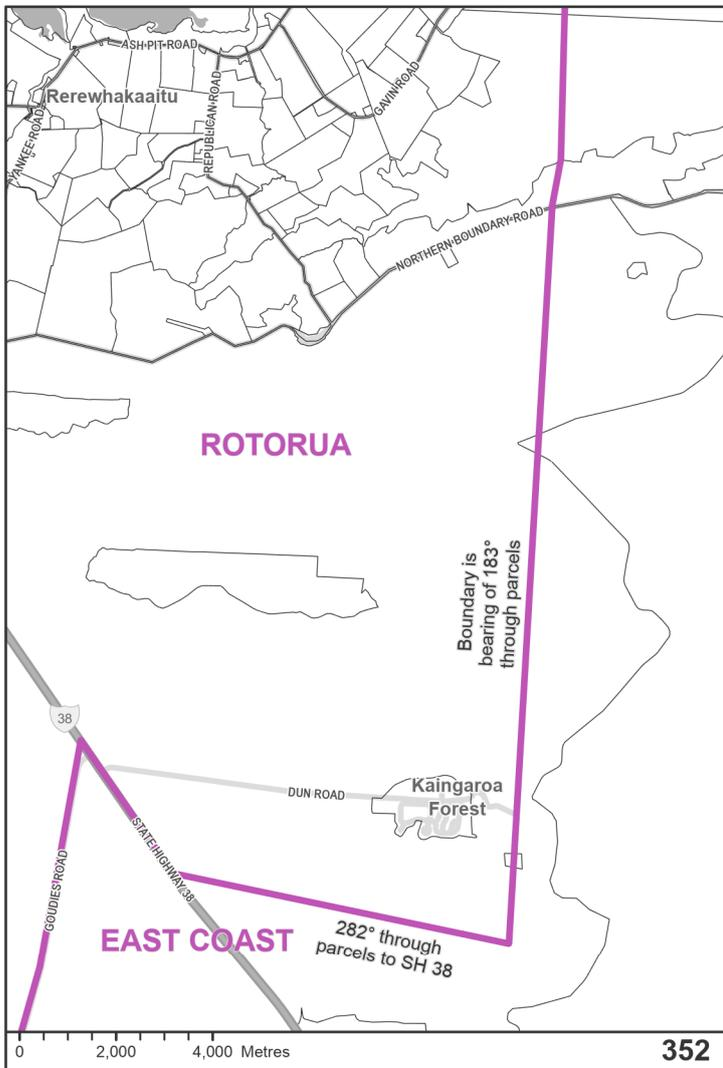 ASH PIT ROAD
Rerewhakaaitu
YANKEE ROAD
REPUBLICAN ROAD
GAVIN ROAD
NORTHERN BOUNDARY ROAD
ROTORUA
Boundary is
bearing of 183°
through parcels
38
DUN ROAD
Kaingaroa
Forest
STATE HIGHWAY 38
GOUDIES ROAD
EAST COAST
282° through
parcels to SH 38
0 2,000 4,000 Metres
352